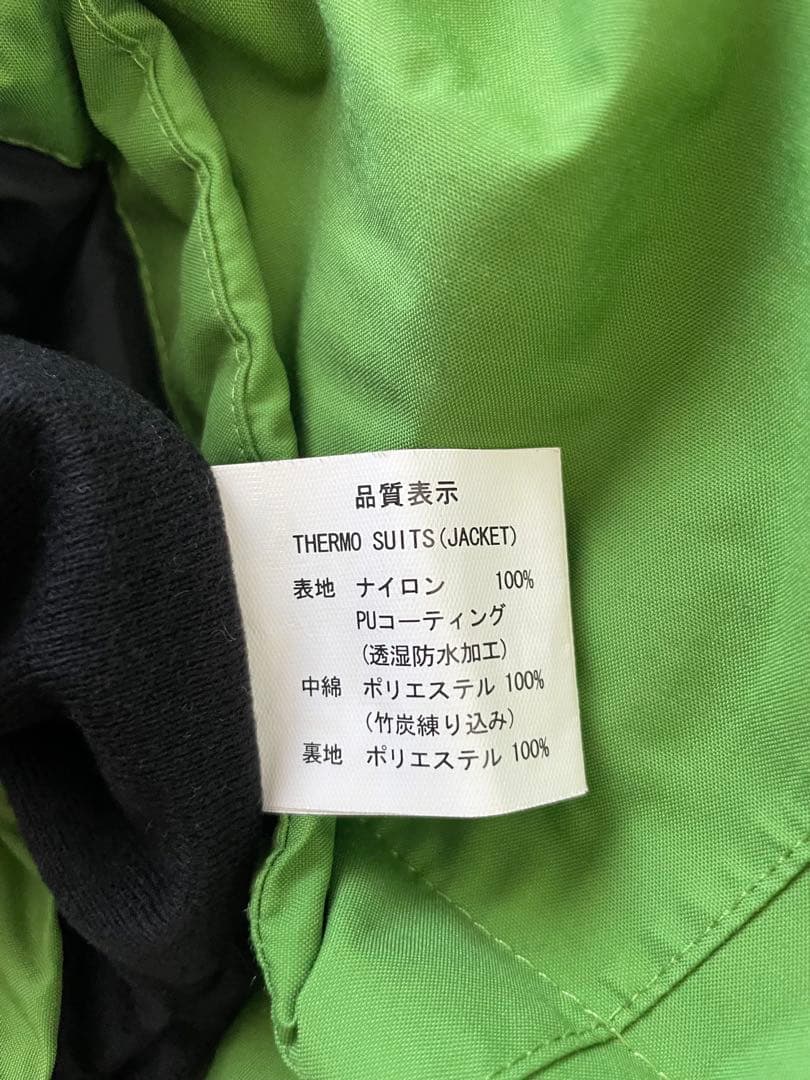 品質表示
THERMO SUITS(JACKET)
表地 ナイロン 100%
PUコーティング
(透湿防水加工)
中綿 ポリエステル 100%
(竹炭練り込み)
裏地 ポリエステル 100%